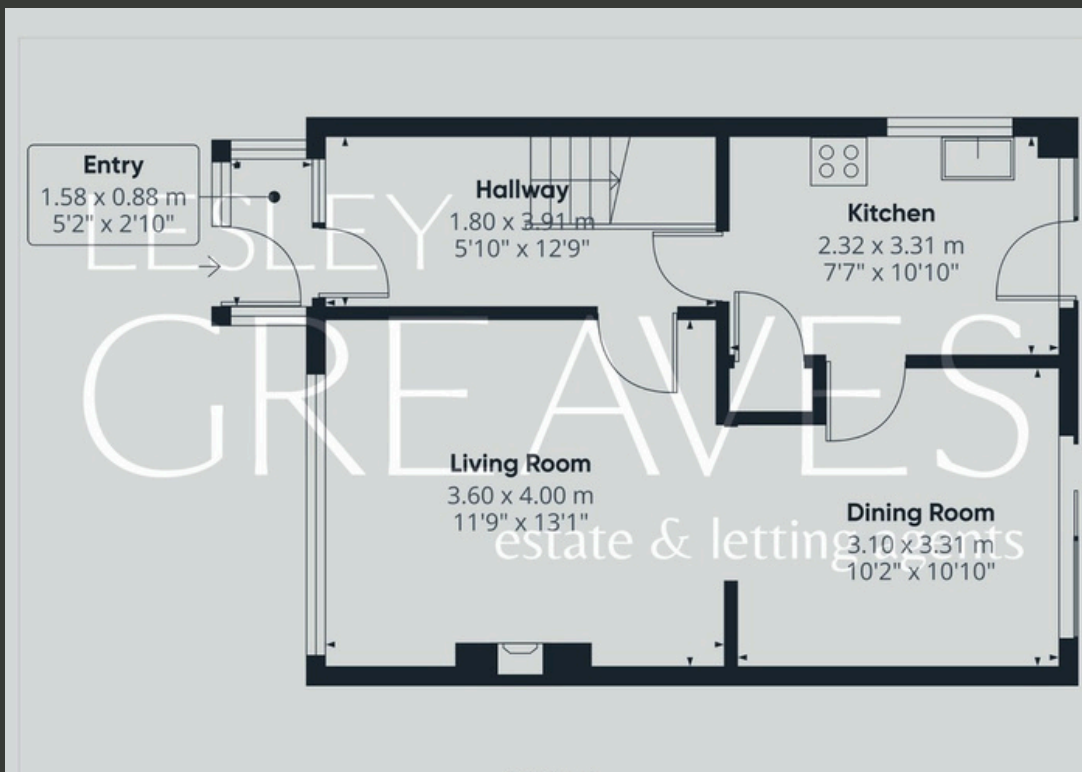 Entry
1.58 x 0.88 m
5'2" x 2'10"
Hallway
1.80 x 3.91 m
5'10" x 12'9"
Kitchen
2.32 x 3.31 m
7'7" x 10'10"
LESLEY
GREAVES
estate & letting agents
Living Room
3.60 x 4.00 m
11'9" x 13'1"
Dining Room
3.10 x 3.31 m
10'2" x 10'10"